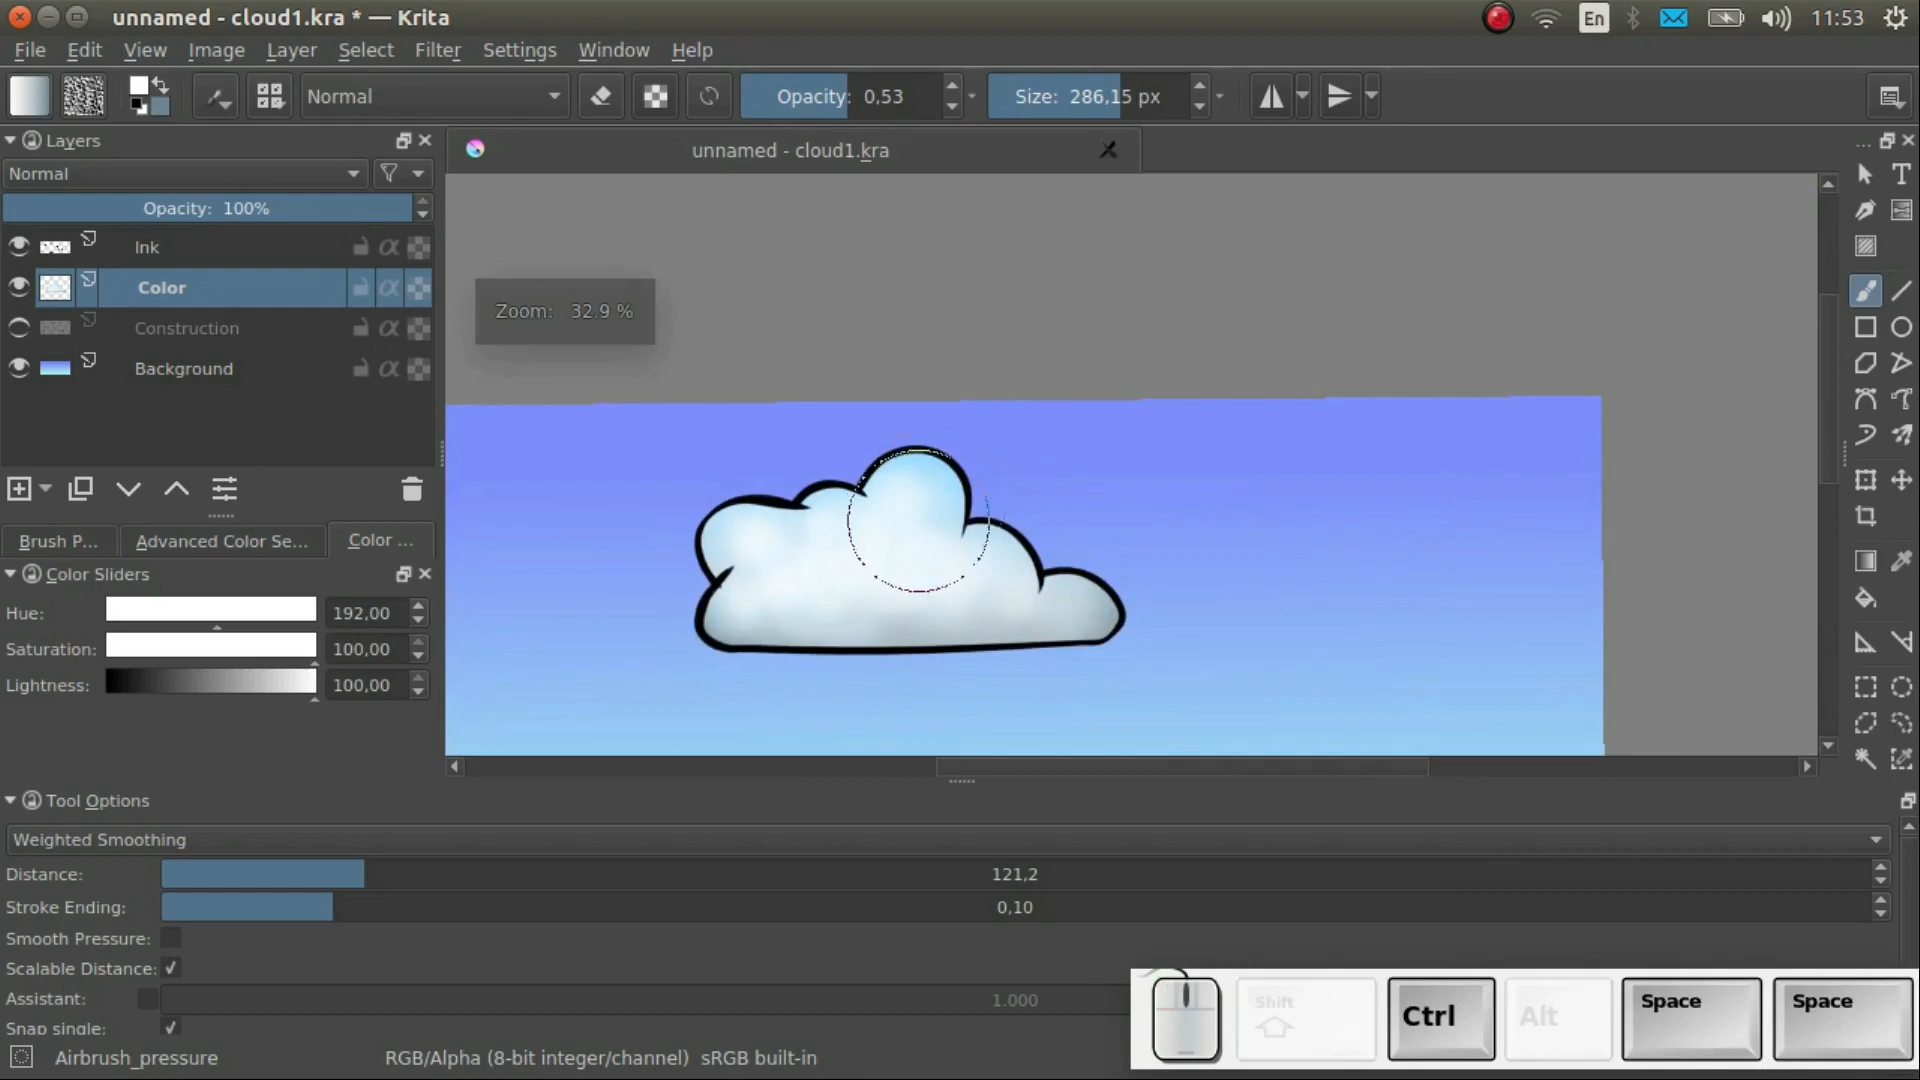 unnamed - cloud1.kra * — Krita
En
11:53
File Edit View Image Layer Select Filter Settings Window Help
Normal
Opacity: 0,53
Size: 286,15 px
Layers
unnamed - cloud1.kra
Normal
Opacity: 100%
Ink
Color
Construction
Background
Zoom: 32.9 %
Brush P...
Advanced Color Se...
Color ...
Color Sliders
Hue: 192,00
Saturation: 100,00
Lightness: 100,00
Tool Options
Weighted Smoothing
Distance: 121,2
Stroke Ending: 0,10
Smooth Pressure:
Scalable Distance:
Assistant: 1.000
Snap single:
Shift
Ctrl
Alt
Space
Space
Airbrush_pressure
RGB/Alpha (8-bit integer/channel) sRGB built-in